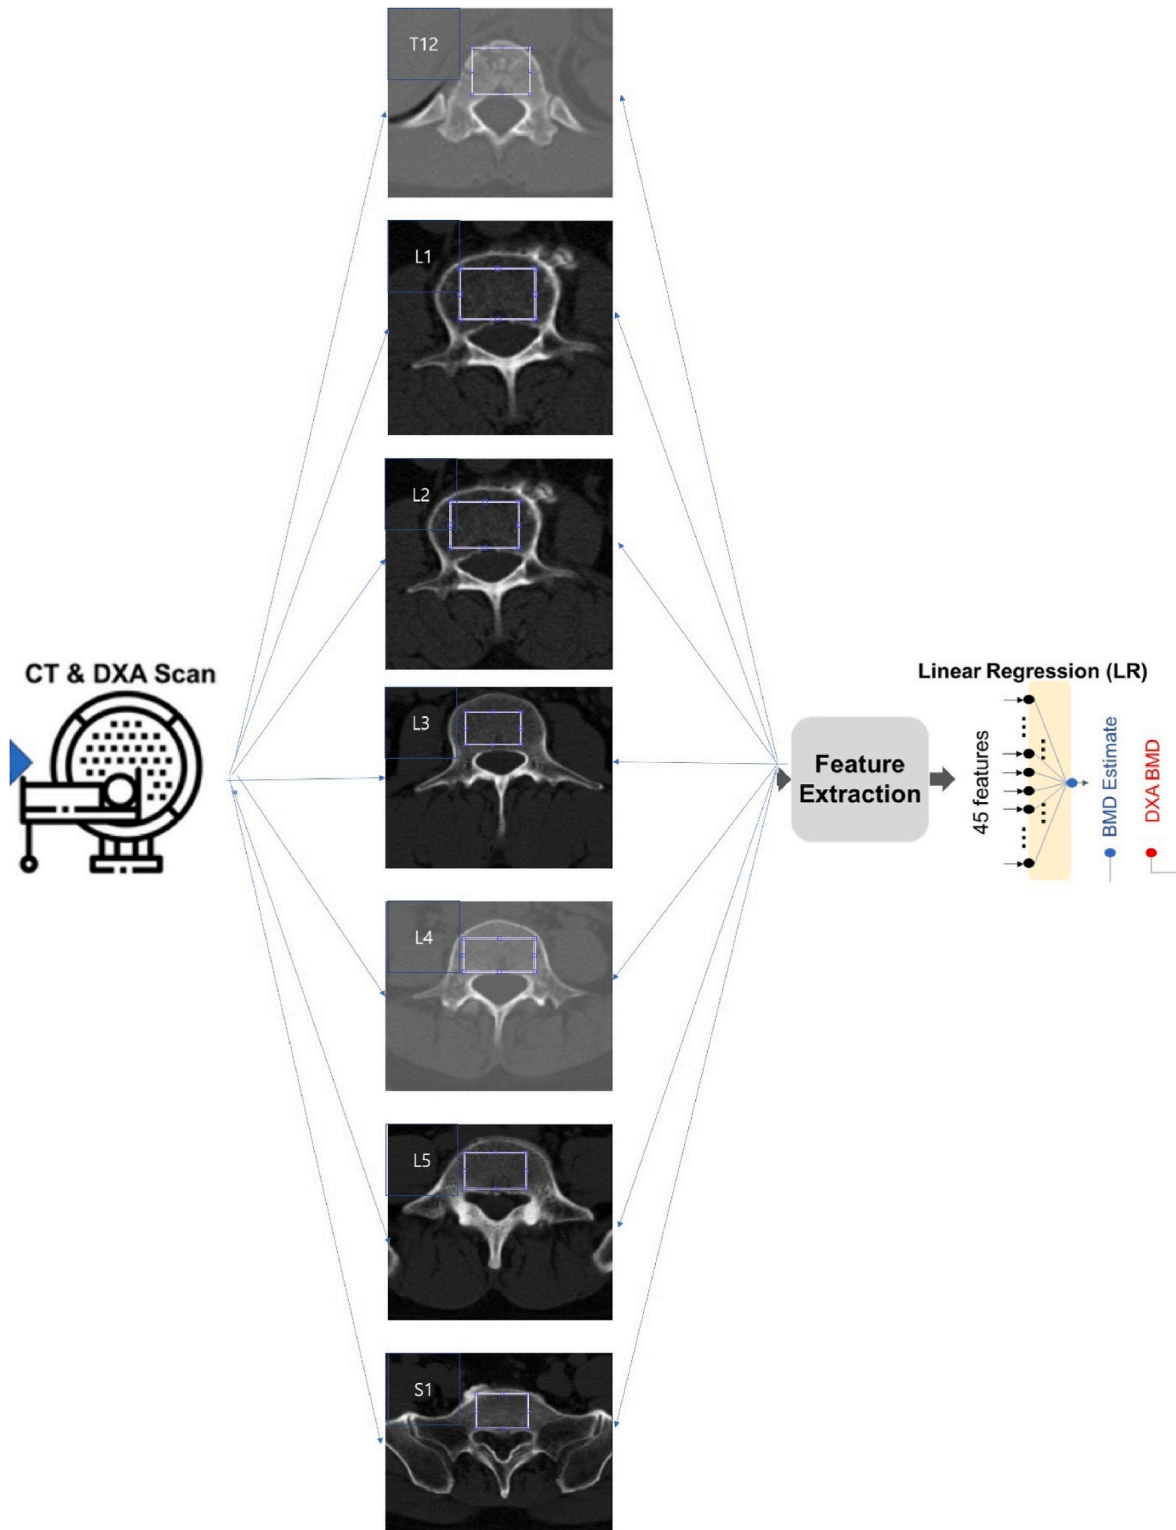 T12
L1
L2
CT & DXA Scan
L3
L4
L5
S1
Feature
Extraction
Linear Regression (LR)
45 features
BMD Estimate
DXA BMD